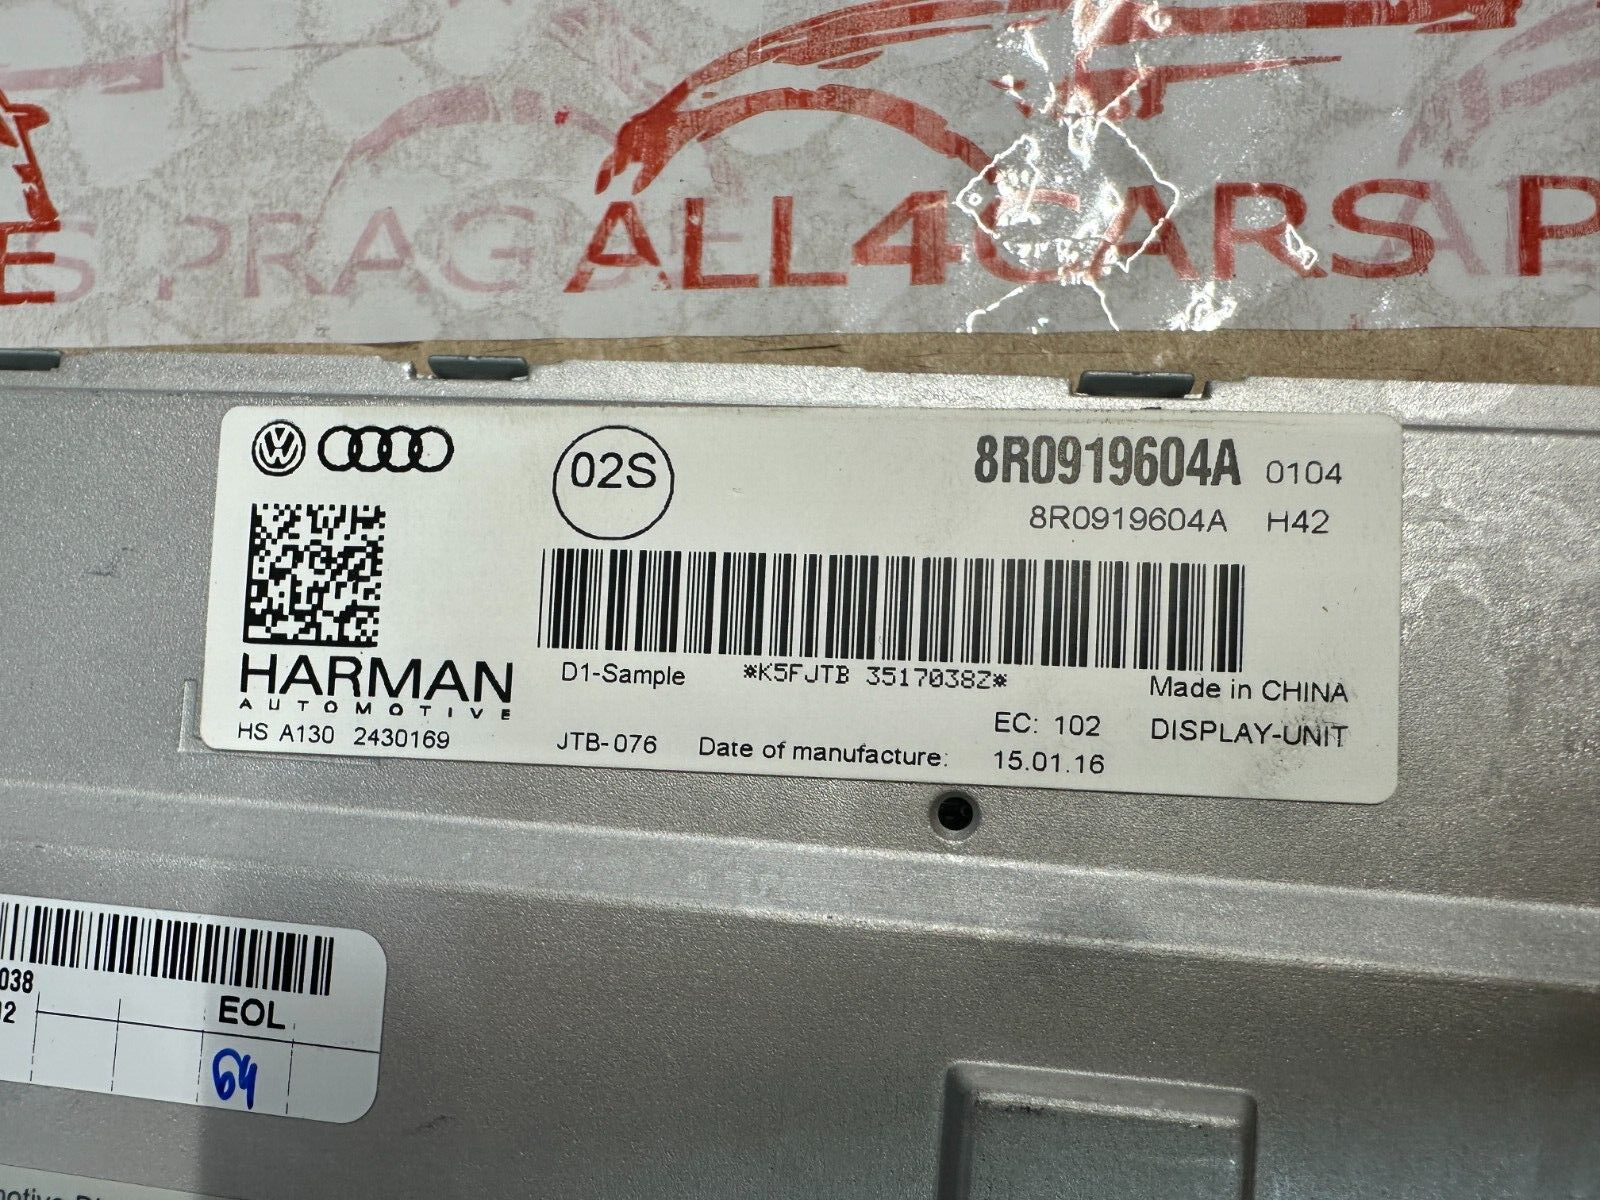 S PRAG
ALL4CARS P
02S
8R0919604A 0104
8R0919604A H42
HARMAN
AUTOMOTIVE
HS A130 2430169
D1-Sample *K5FJTB 3517038Z*
Made in CHINA
EC: 102 DISPLAY-UNIT
JTB-076 Date of manufacture: 15.01.16
038
EOL
64